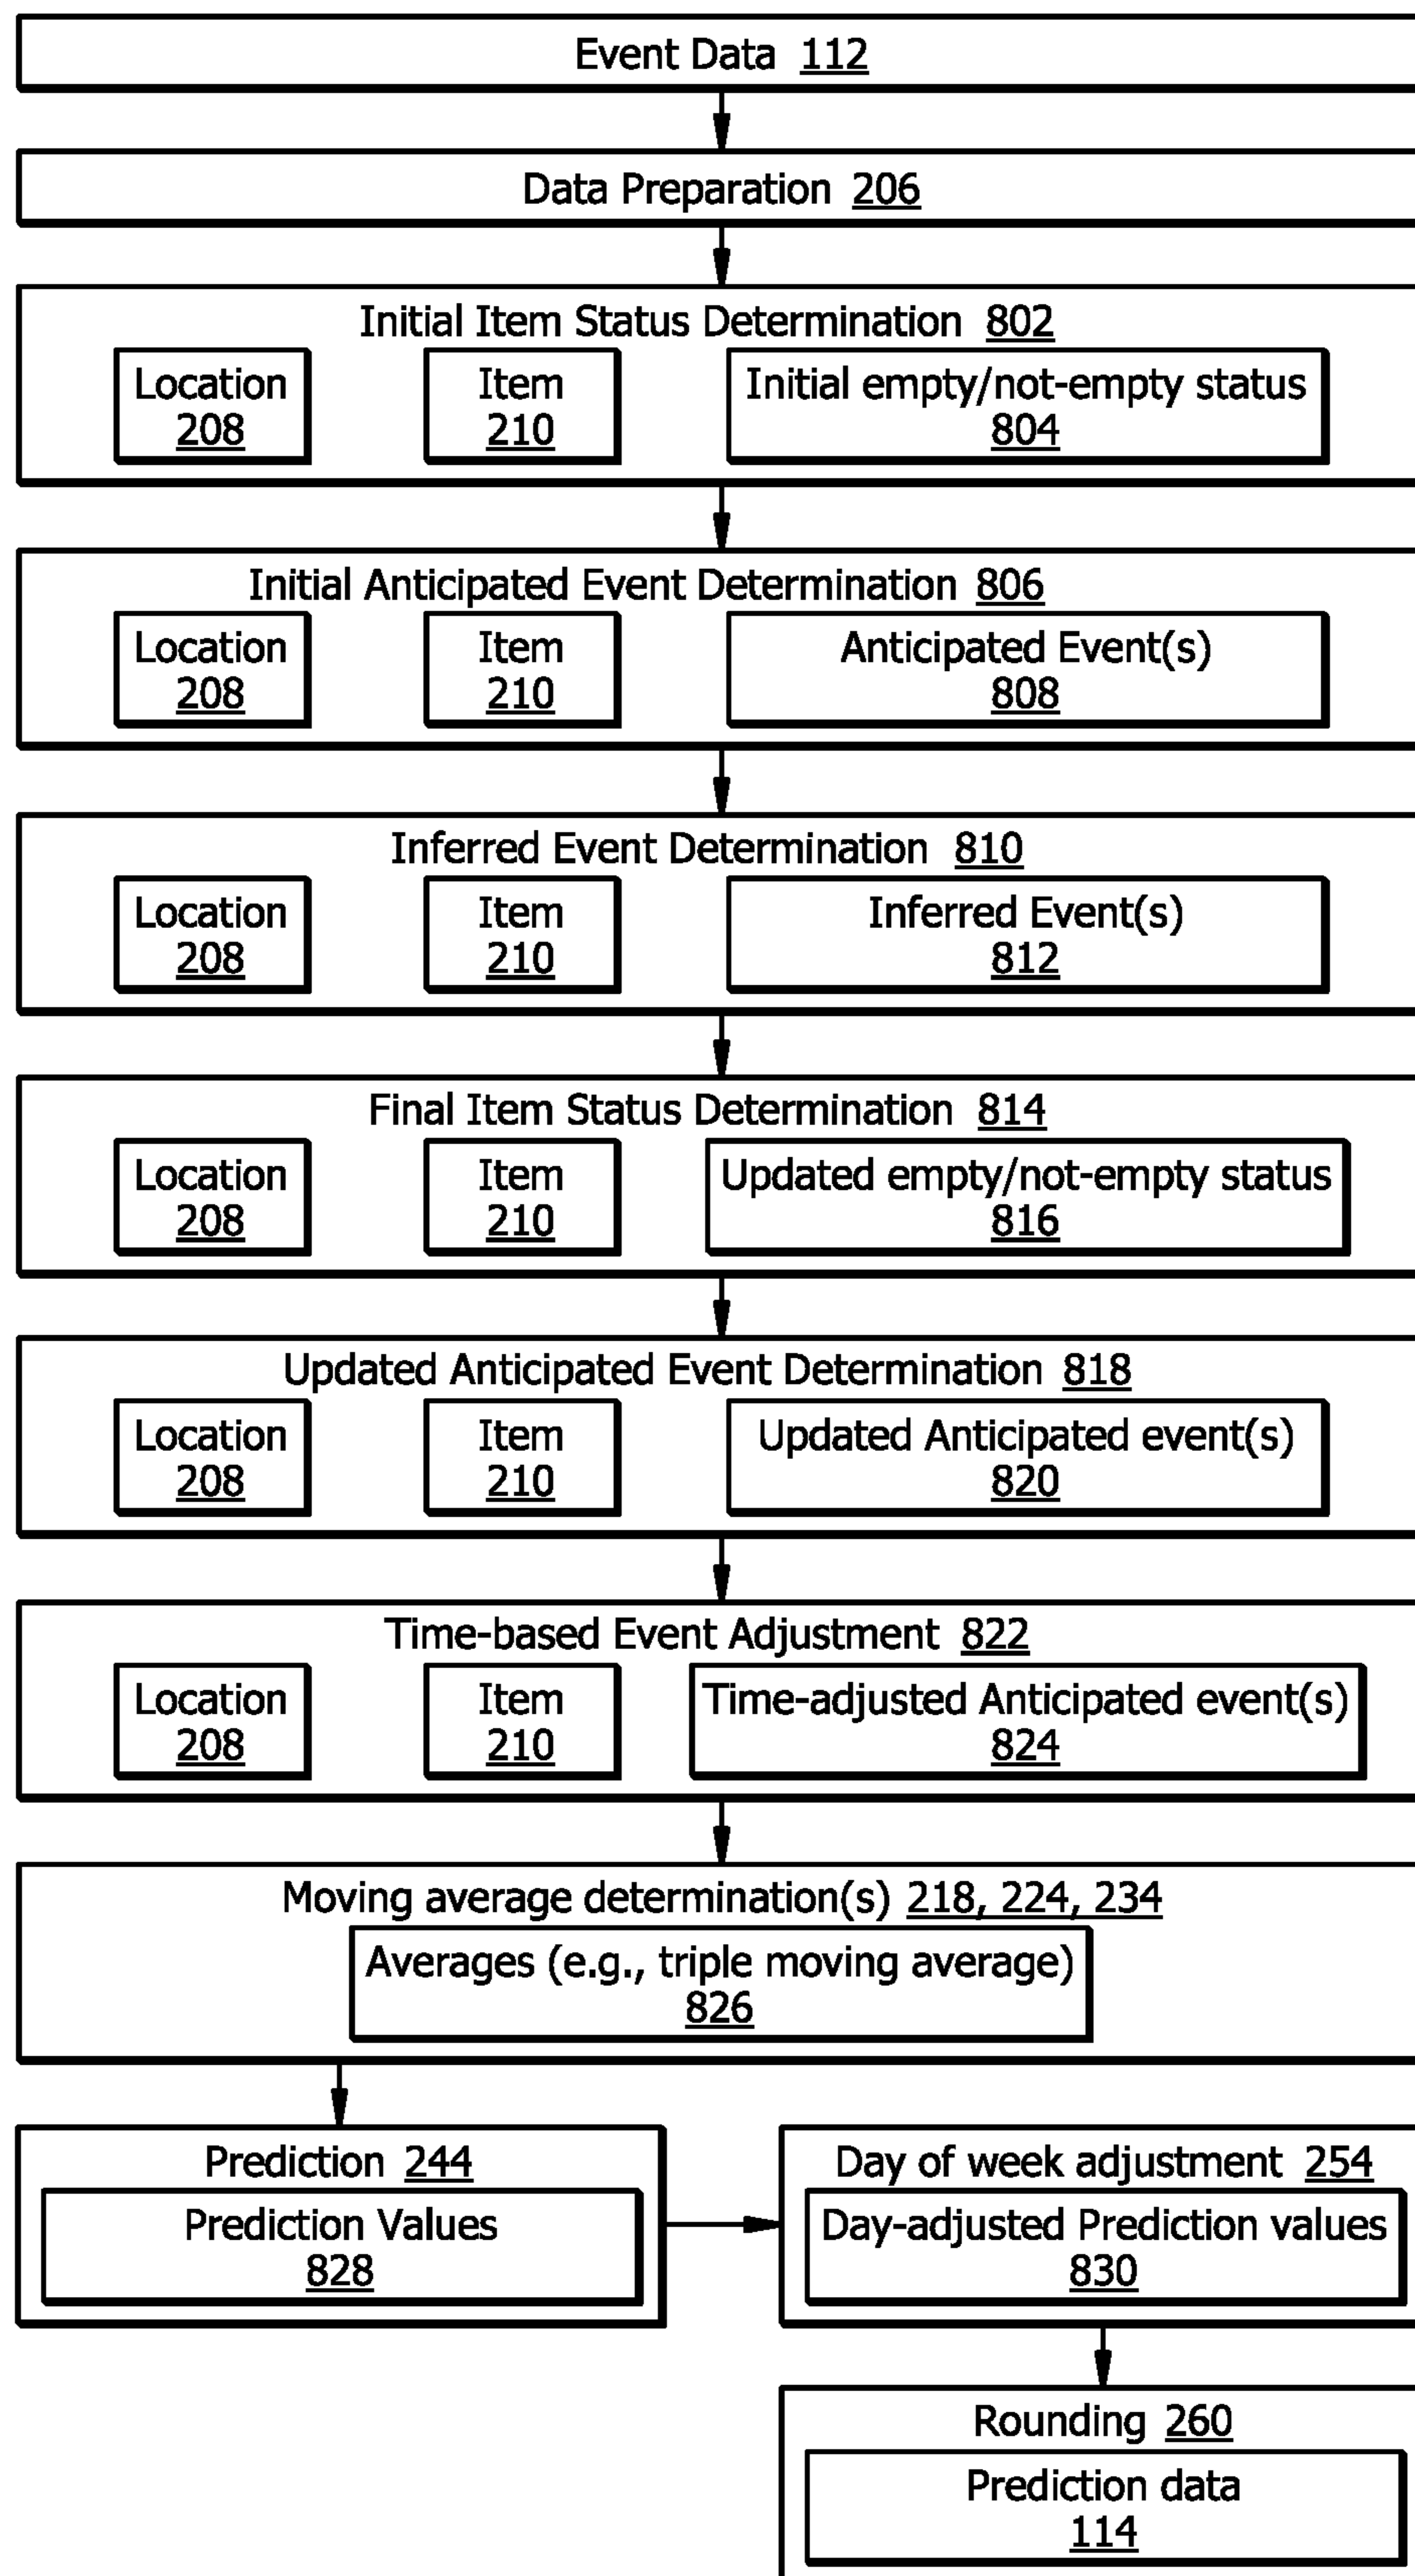 Event Data 112
Data Preparation 206
Initial Item Status Determination 802
Location
208
Item
210
Initial empty/not-empty status
804
Initial Anticipated Event Determination 806
Location
208
Item
210
Anticipated Event(s)
808
Inferred Event Determination 810
Location
208
Item
210
Inferred Event(s)
812
Final Item Status Determination 814
Location
208
Item
210
Updated empty/not-empty status
816
Updated Anticipated Event Determination 818
Location
208
Item
210
Updated Anticipated event(s)
820
Time-based Event Adjustment 822
Location
208
Item
210
Time-adjusted Anticipated event(s)
824
Moving average determination(s) 218, 224, 234
Averages (e.g., triple moving average)
826
Prediction 244
Prediction Values
828
Day of week adjustment 254
Day-adjusted Prediction values
830
Rounding 260
Prediction data
114